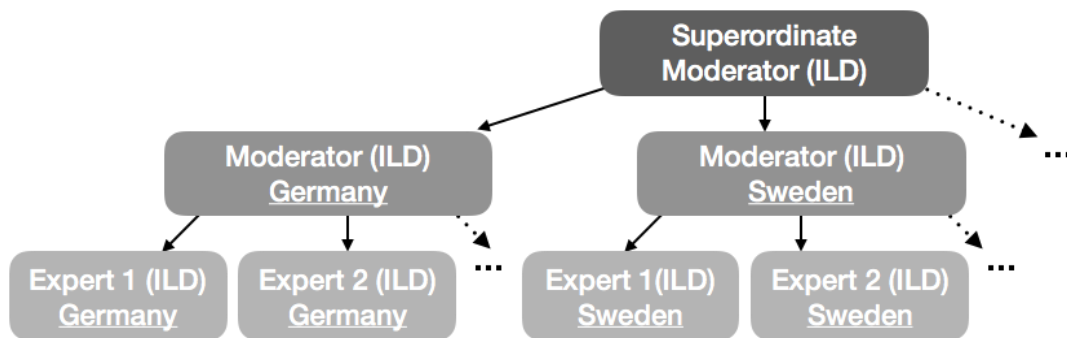 Superordinate
Moderator (ILD)
...
Moderator (ILD)
Germany
Moderator (ILD)
Sweden
Expert 1 (ILD)
Germany
Expert 2 (ILD)
Germany
...
Expert 1(ILD)
Sweden
Expert 2 (ILD)
Sweden
...